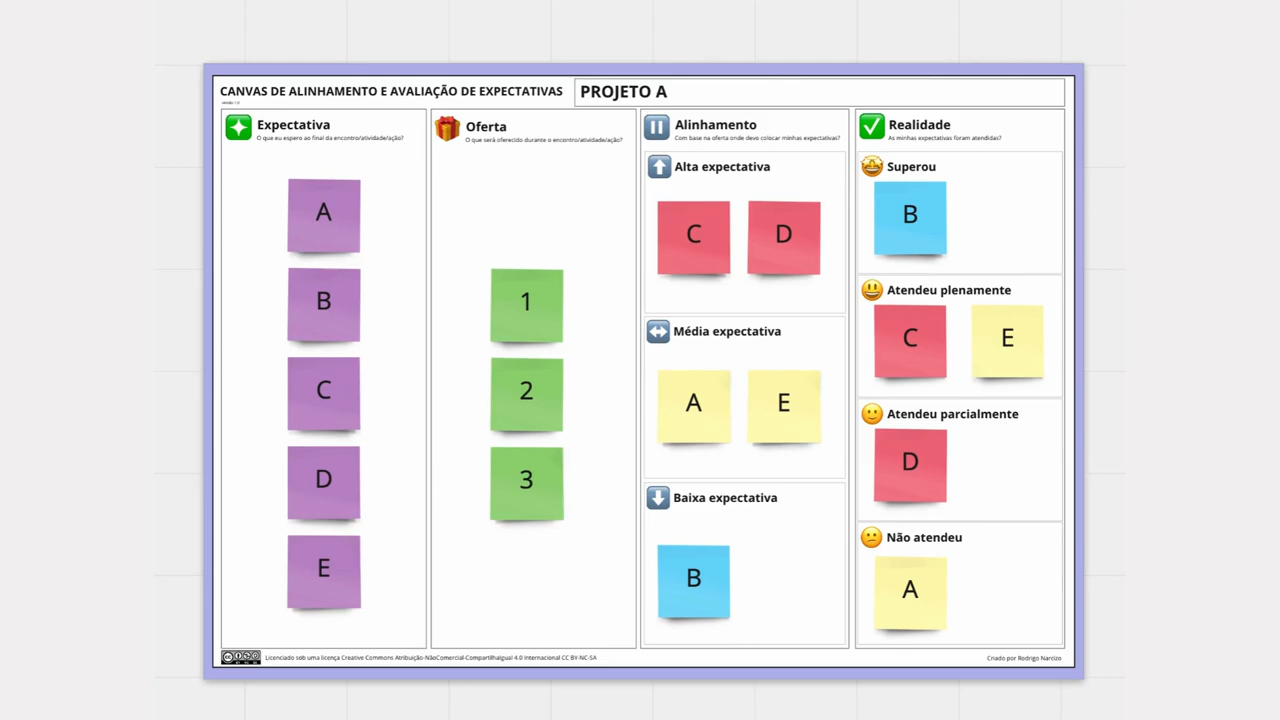 CANVAS DE ALINHAMENTO E AVALIAÇÃO DE EXPECTATIVAS
PROJETO A
Expectativa
O que eu espero ao final da encontro/atividade/ação?
A
B
C
D
E
Oferta
O que será oferecido durante o encontro/atividade/ação?
1
2
3
Alinhamento
Com base na oferta onde devo colocar minhas expectativas?
Alta expectativa
C
D
Média expectativa
A
E
Baixa expectativa
B
Realidade
As minhas expectativas foram atendidas?
Superou
B
Atendeu plenamente
C
E
Atendeu parcialmente
D
Não atendeu
A
Licenciado sob uma licença Creative Commons Atribuição-NãoComercial-CompartilhaIgual 4.0 Internacional CC BY-NC-SA
Criado por Rodrigo Narcizo